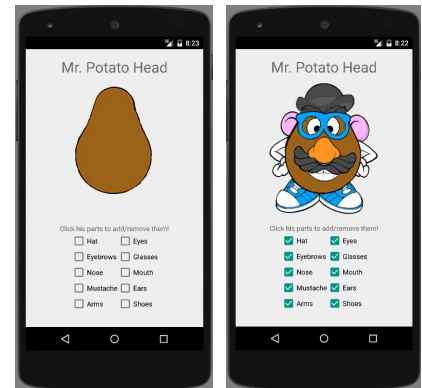 8:23
Mr. Potato Head
Click his parts to add/remove them!
Hat Eyes
Eyebrows Glasses
Nose Mouth
Mustache Ears
Arms Shoes
8:22
Mr. Potato Head
Click his parts to add/remove them!
Hat Eyes
Eyebrows Glasses
Nose Mouth
Mustache Ears
Arms Shoes